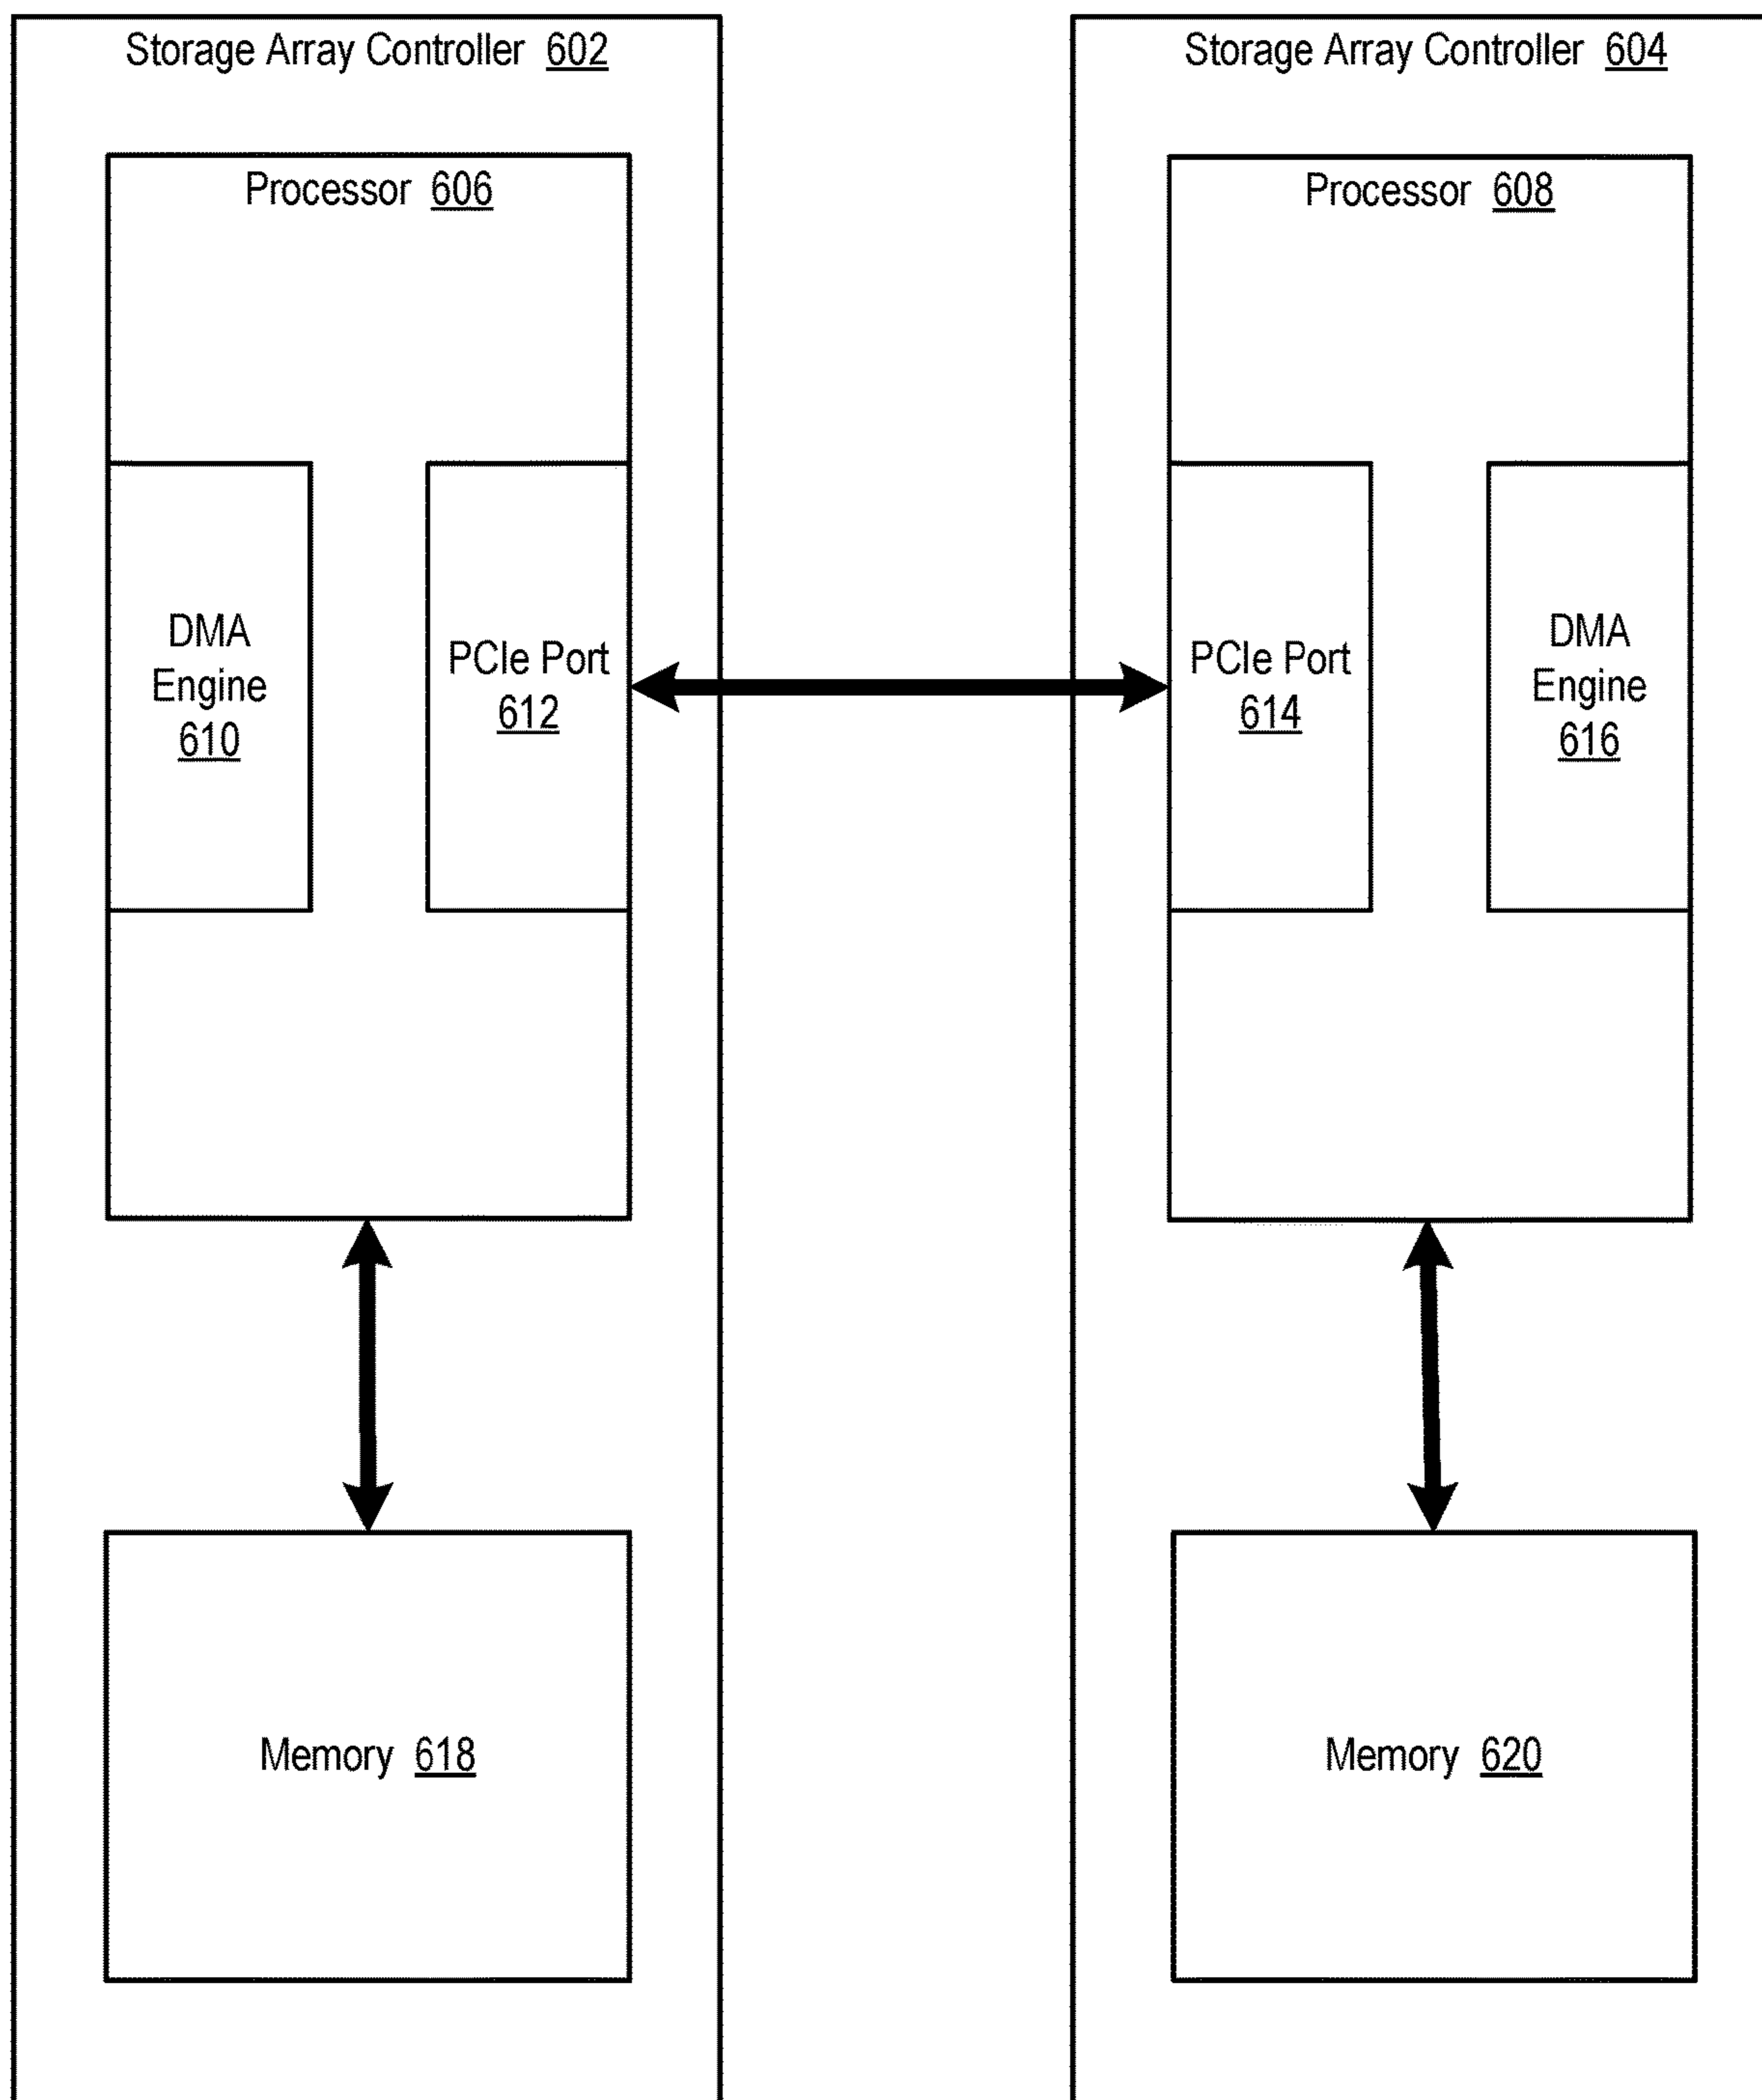 Storage Array Controller 602
Processor 606
DMA
Engine
610
PCIe Port
612
Memory 618
Storage Array Controller 604
Processor 608
PCIe Port
614
DMA
Engine
616
Memory 620